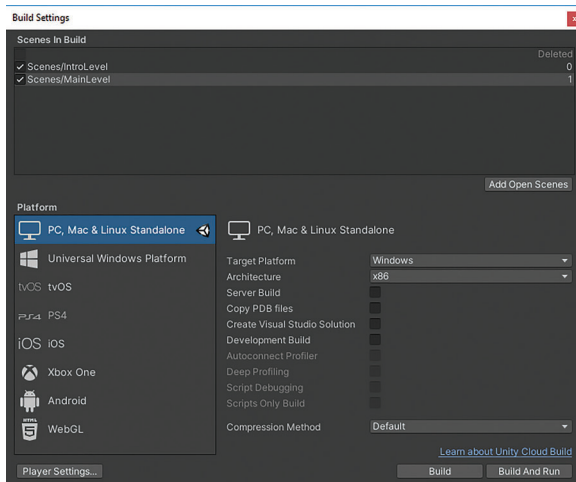 Build Settings
x
Scenes In Build
Deleted
Scenes/IntroLevel 0
Scenes/MainLevel 1
Add Open Scenes
Platform
PC, Mac & Linux Standalone
Universal Windows Platform
tvOS tvOS
PS4 PS4
iOS iOS
Xbox One
Android
HTML 5 WebGL
PC, Mac & Linux Standalone
Target Platform Windows
Architecture x86
Server Build
Copy PDB files
Create Visual Studio Solution
Development Build
Autoconnect Profiler
Deep Profiling
Script Debugging
Scripts Only Build
Compression Method Default
Learn about Unity Cloud Build
Player Settings... Build Build And Run